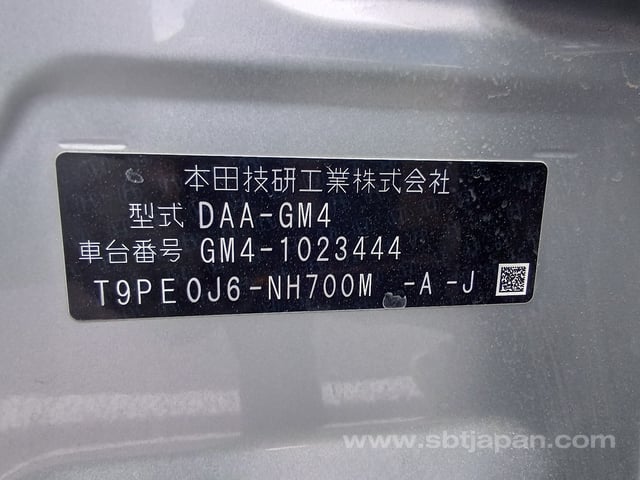 本田技研工業株式会社
型式 DAA-GM4
車台番号 GM4-1023444
T9PE0J6-NH700M -A -J
www.sbtjapan.com